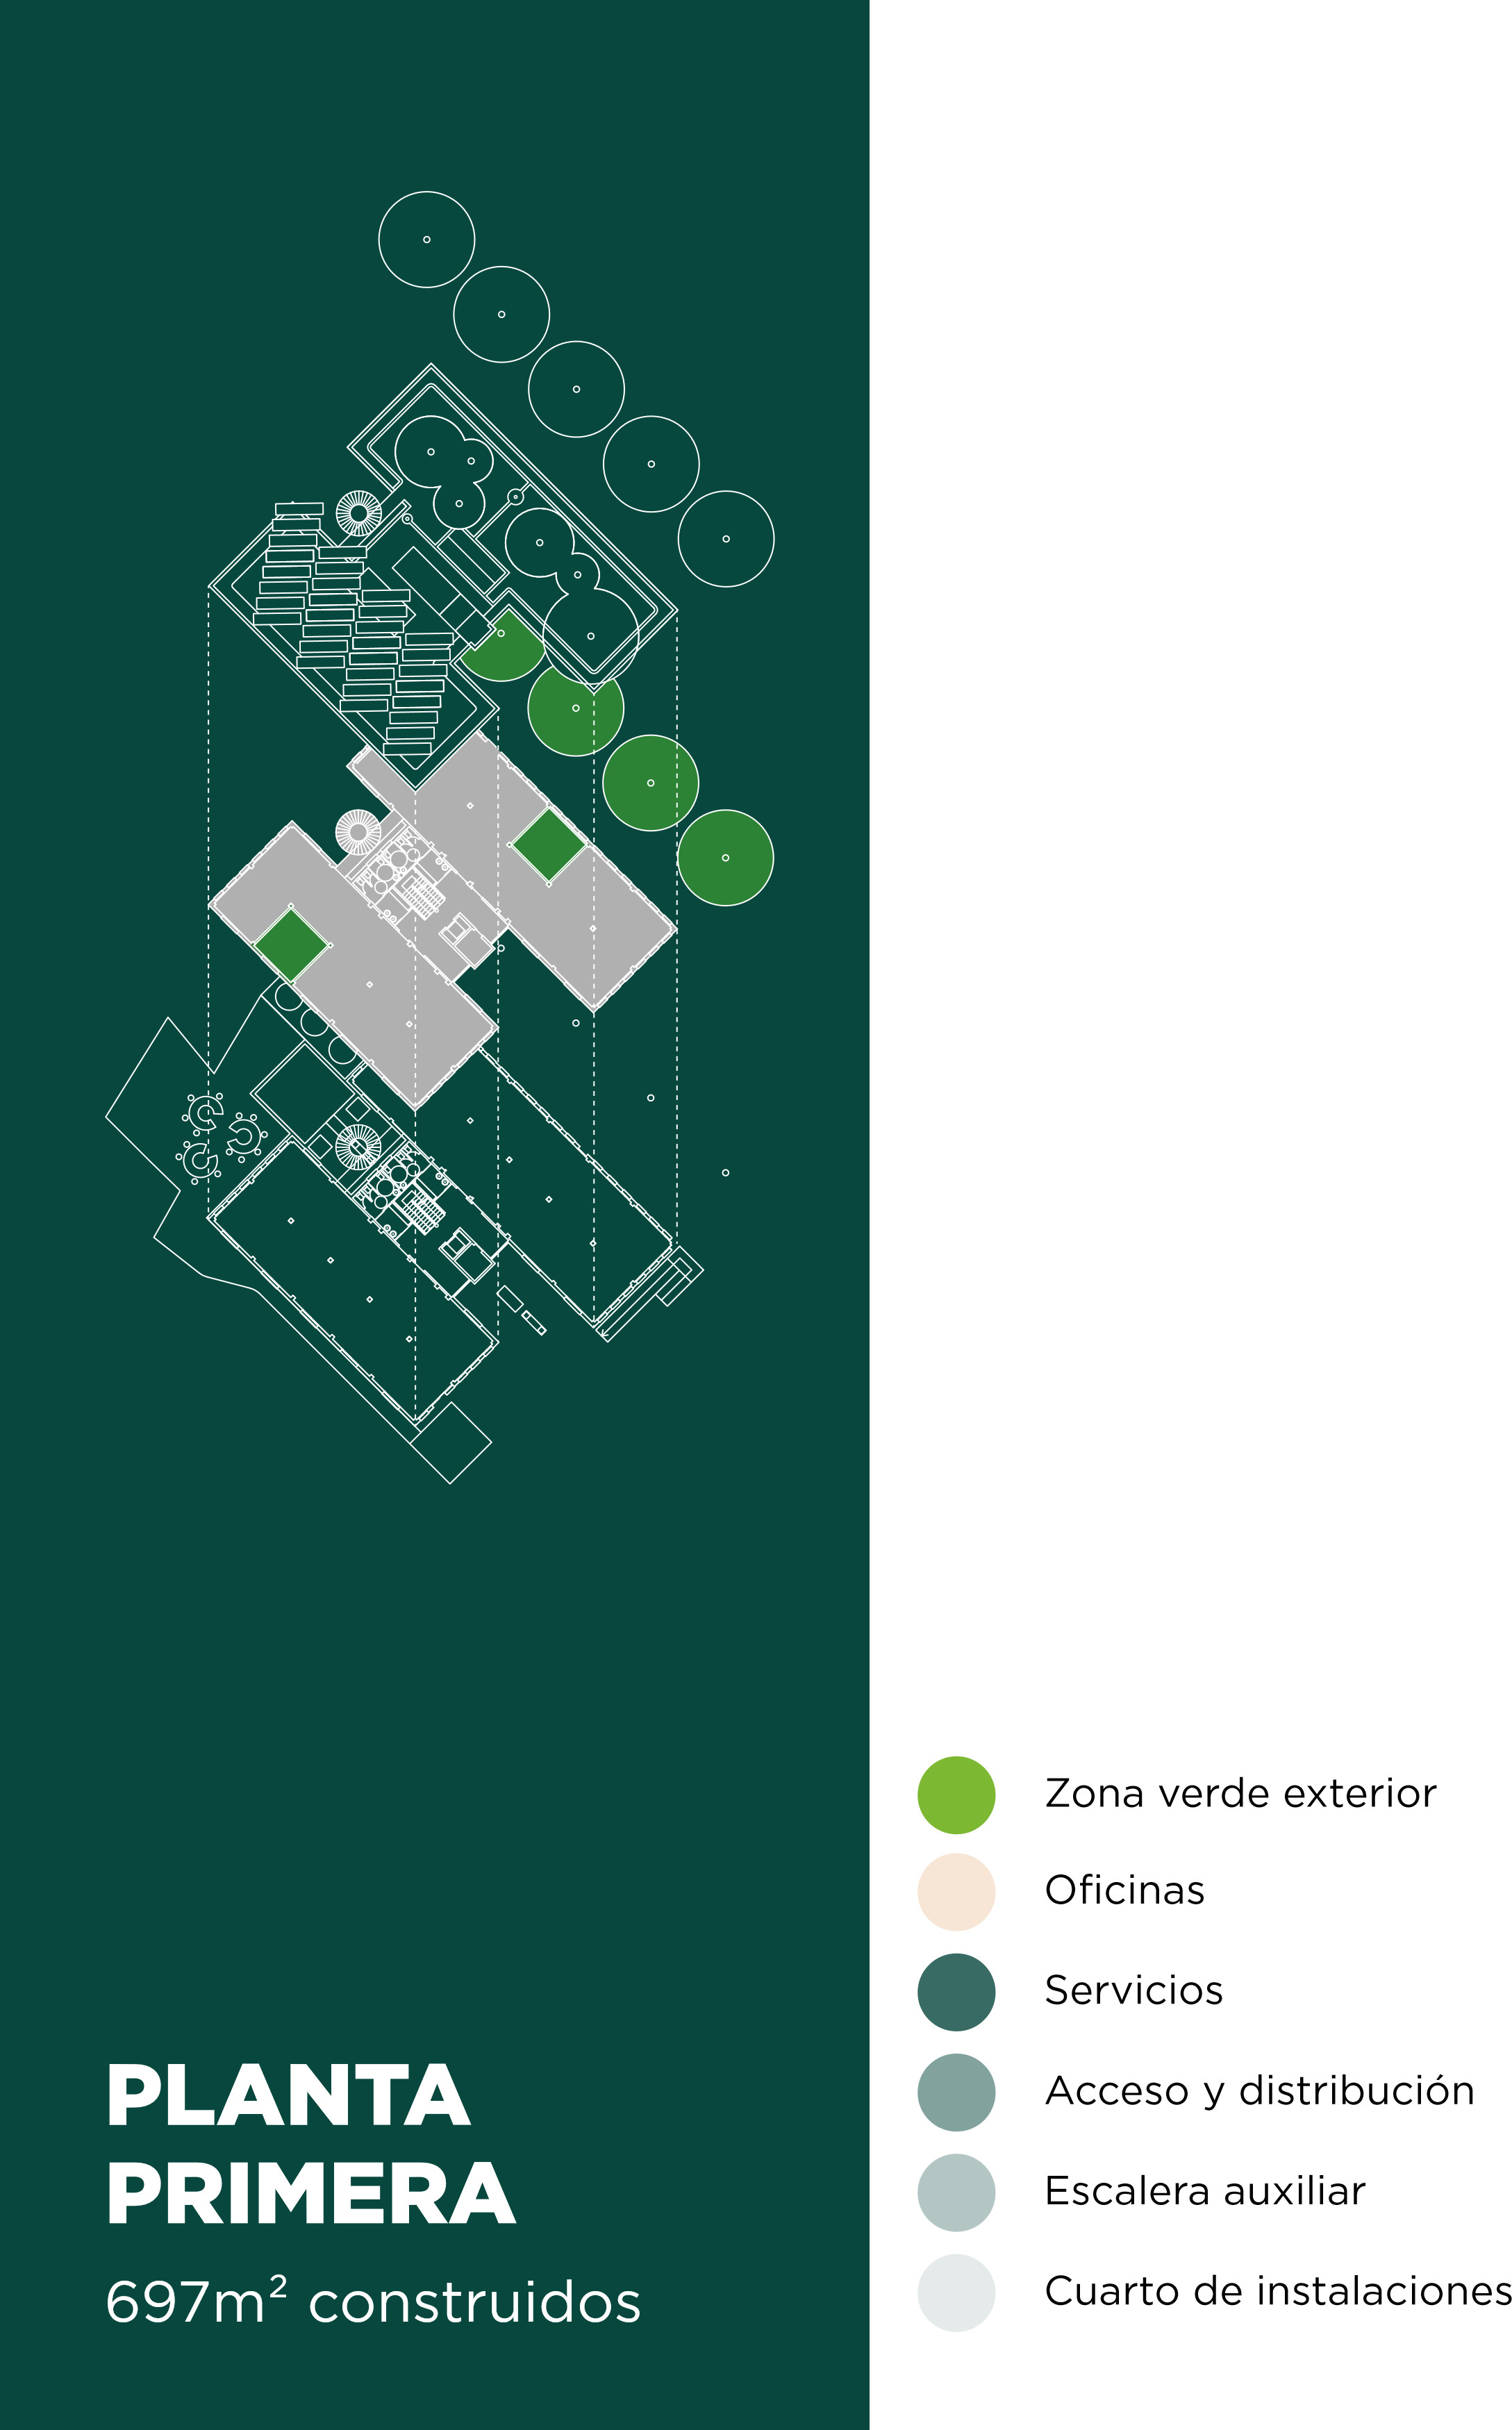 PLANTA
PRIMERA
697m² construidos
Zona verde exterior
Oficinas
Servicios
Acceso y distribución
Escalera auxiliar
Cuarto de instalaciones